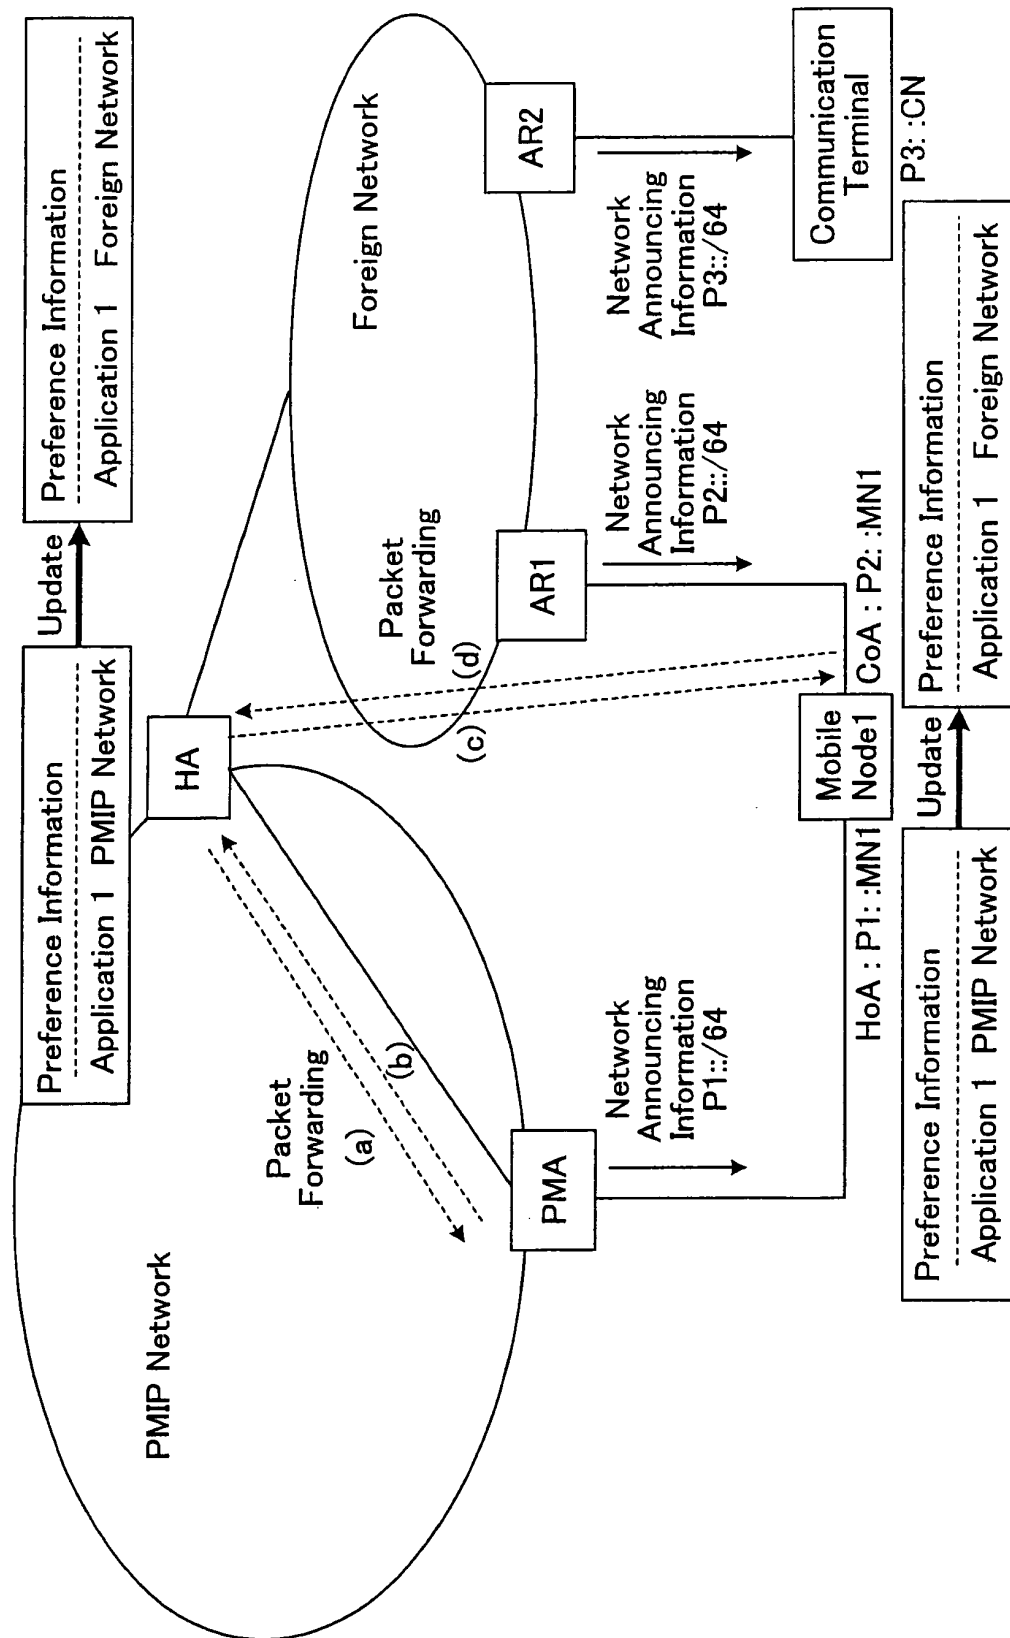 Preference Information
Application 1 PMIP Network
Update
Preference Information
Application 1 Foreign Network
HA
PMIP Network
Foreign Network
Packet
Forwarding
(a)
(b)
Packet
Forwarding
(c)
(d)
PMA
AR1
AR2
Network
Announcing
Information
P1::/64
Network
Announcing
Information
P2::/64
Network
Announcing
Information
P3::/64
Mobile
Node1
HoA : P1: :MN1
CoA : P2: :MN1
Communication
Terminal
P3: :CN
Preference Information
Application 1 PMIP Network
Update
Preference Information
Application 1 Foreign Network